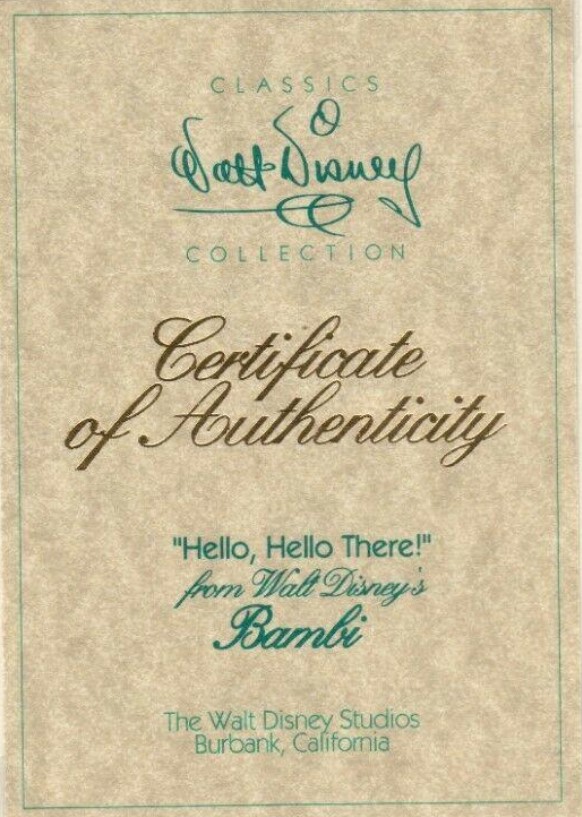 CLASSICS
Walt Disney
COLLECTION
Certificate
of Authenticity
"Hello, Hello There!"
from Walt Disney's
Bambi
The Walt Disney Studios
Burbank, California